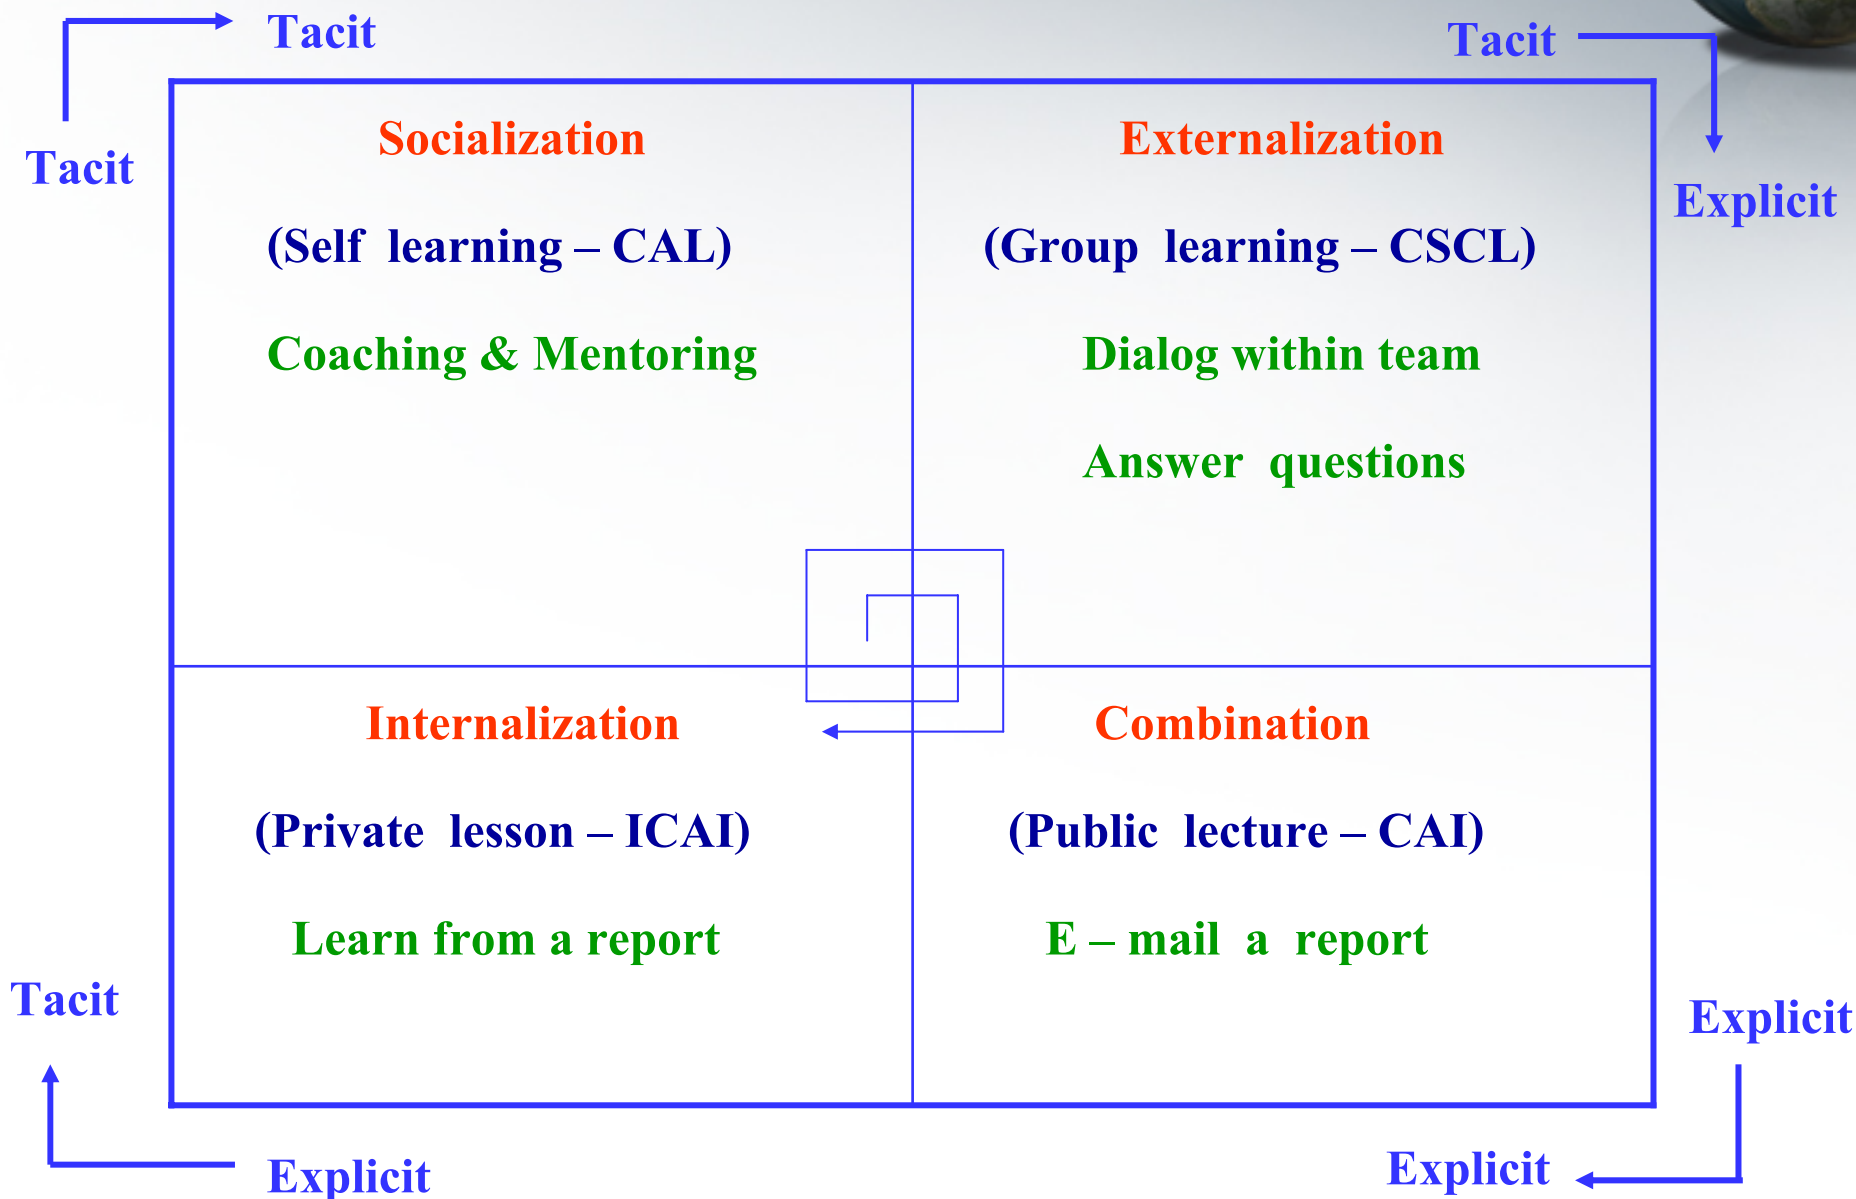 Tacit
Tacit
Tacit
Explicit
Socialization
(Self learning – CAL)
Coaching & Mentoring
Externalization
(Group learning – CSCL)
Dialog within team
Answer questions
Internalization
(Private lesson – ICAI)
Learn from a report
Combination
(Public lecture – CAI)
E – mail a report
Tacit
Explicit
Explicit
Explicit